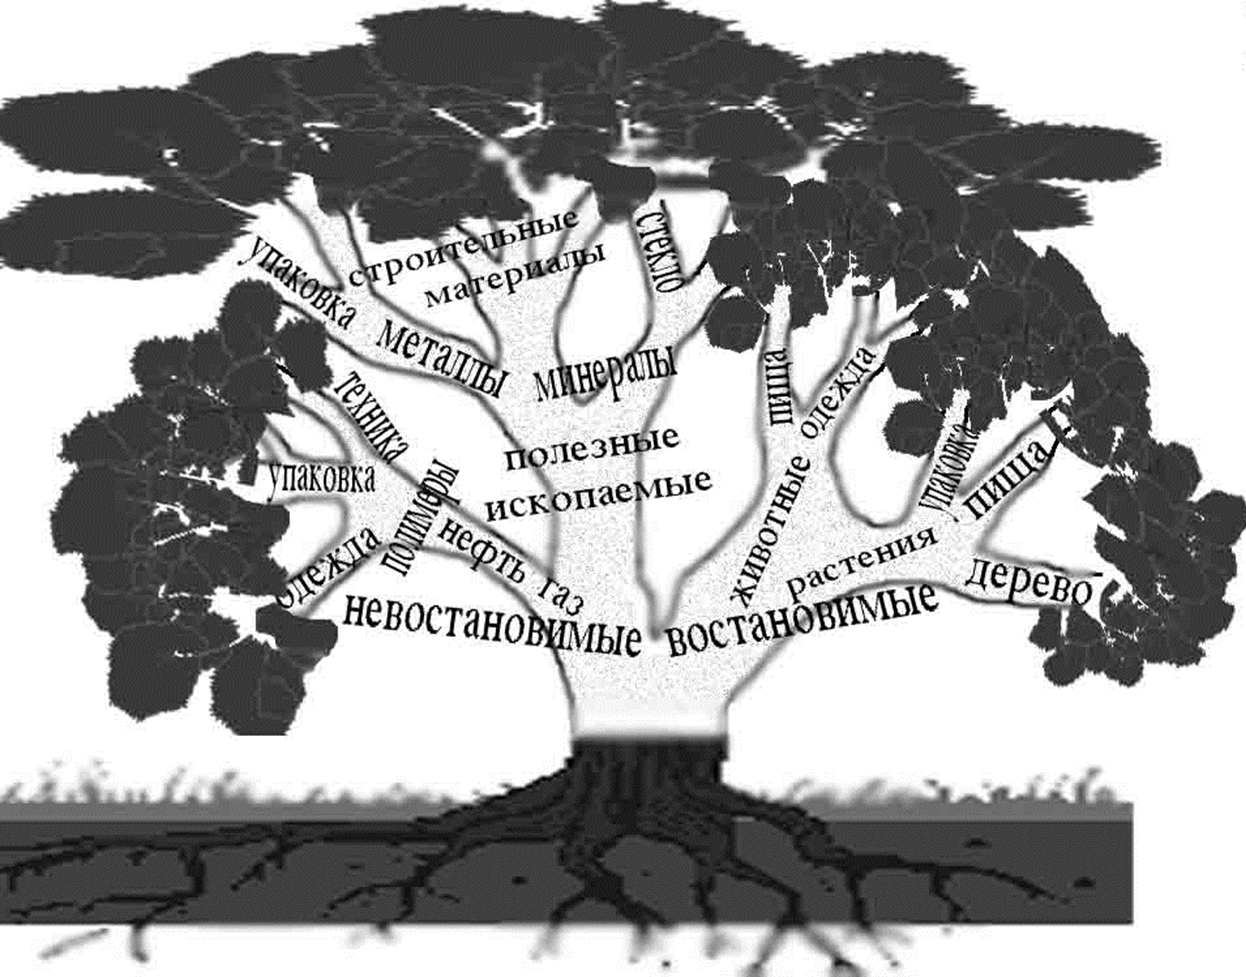 строительные
материалы
стекло
упаковка
металлы
минералы
техника
полезные
ископаемые
упаковка
полимеры
одежда
нефть газ
невостановимые
пища
одежда
животные
упаковка
пища
растения
дерево
востановимые